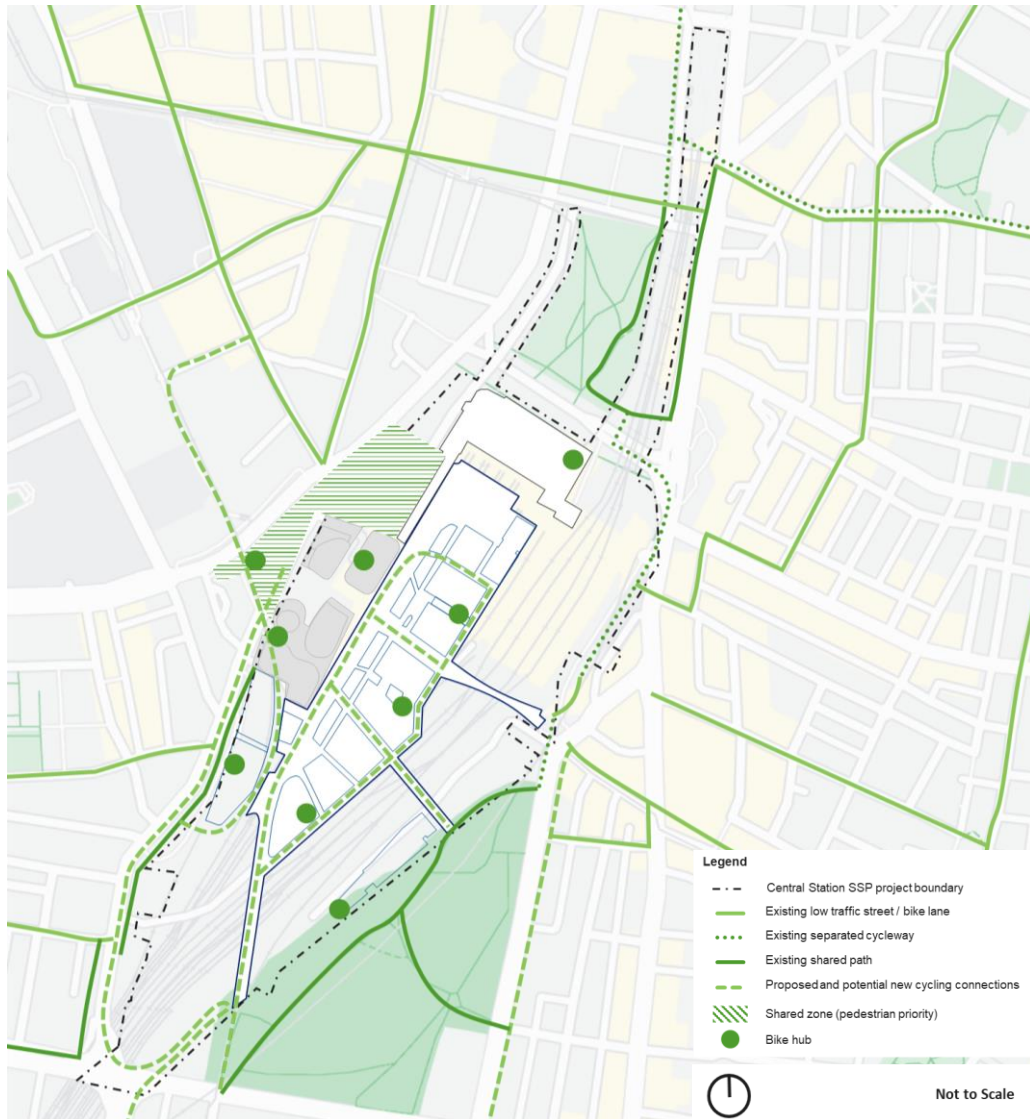 Legend
Central Station SSP project boundary
Existing low traffic street / bike lane
Existing separated cycleway
Existing shared path
Proposed and potential new cycling connections
Shared zone (pedestrian priority)
Bike hub
Not to Scale